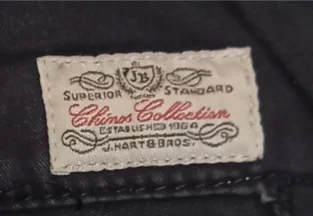 JB
SUPERIOR STANDARD
Chinos Collection
ESTABLISHED 1964
J.HART & BROS.